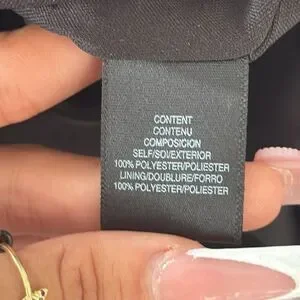 CONTENT
CONTENU
COMPOSICION
SELF/SOI/EXTERIOR
100% POLYESTER/POLIESTER
LINING/DOUBLURE/FORRO
100% POLYESTER/POLIESTER